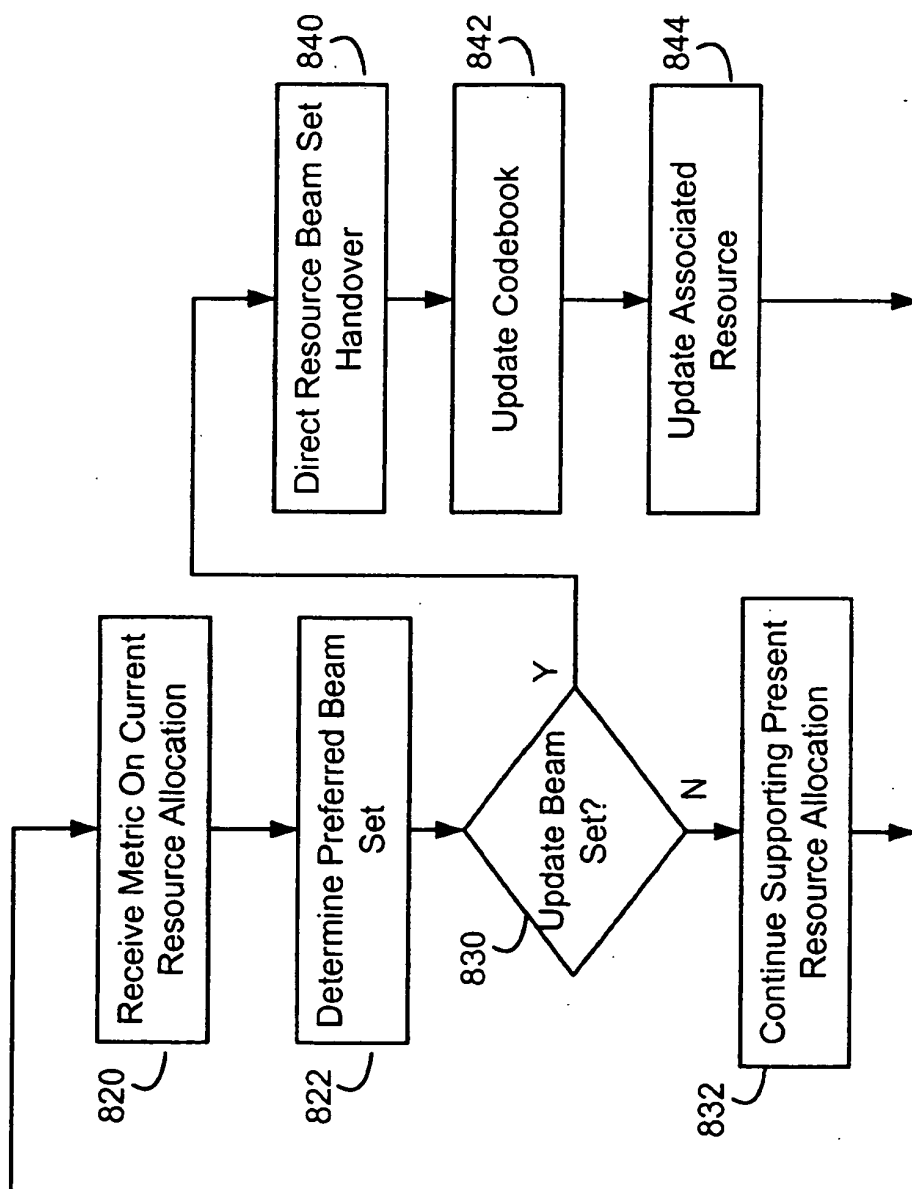 820
Receive Metric On Current
Resource Allocation
822
Determine Preferred Beam
Set
830
Update Beam
Set?
Y
N
832
Continue Supporting Present
Resource Allocation
840
Direct Resource Beam Set
Handover
842
Update Codebook
844
Update Associated
Resource